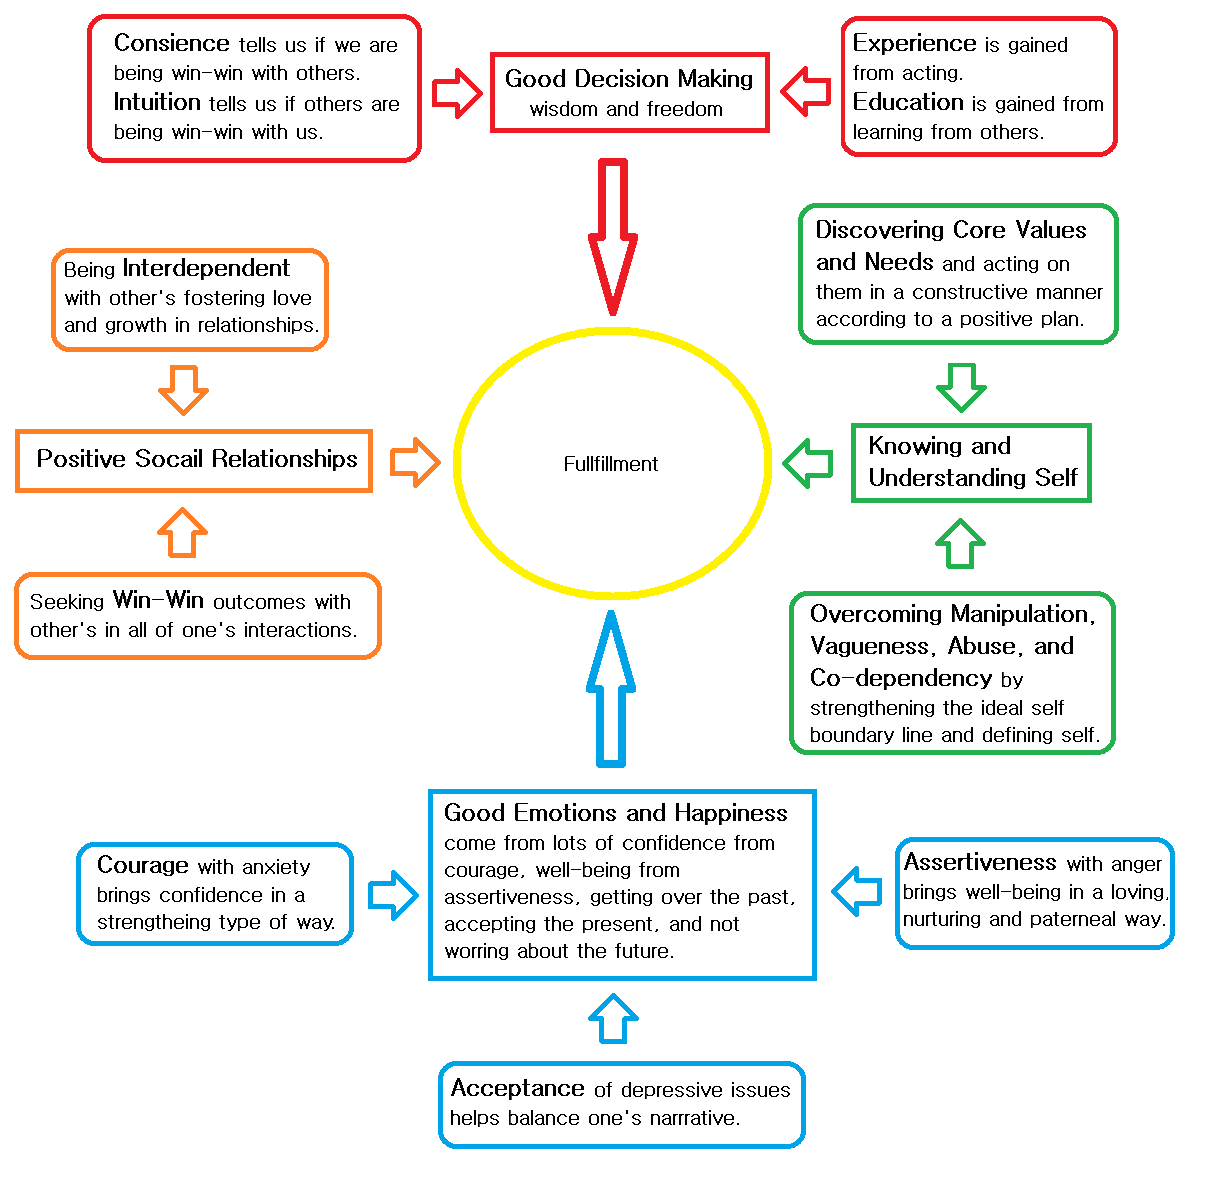 Consience tells us if we are
being win-win with others.
Intuition tells us if others are
being win-win with us.
Good Decision Making
wisdom and freedom
Experience is gained
from acting.
Education is gained from
learning from others.
Discovering Core Values
and Needs and acting on
them in a constructive manner
according to a positive plan.
Being Interdependent
with other's fostering love
and growth in relationships.
Positive Socail Relationships
Fullfillment
Knowing and
Understanding Self
Seeking Win-Win outcomes with
other's in all of one's interactions.
Overcoming Manipulation,
Vagueness, Abuse, and
Co-dependency by
strengthening the ideal self
boundary line and defining self.
Good Emotions and Happiness
come from lots of confidence from
courage, well-being from
assertiveness, getting over the past,
accepting the present, and not
worring about the future.
Courage with anxiety
brings confidence in a
strengtheing type of way.
Assertiveness with anger
brings well-being in a loving,
nurturing and paterneal way.
Acceptance of depressive issues
helps balance one's narrrative.